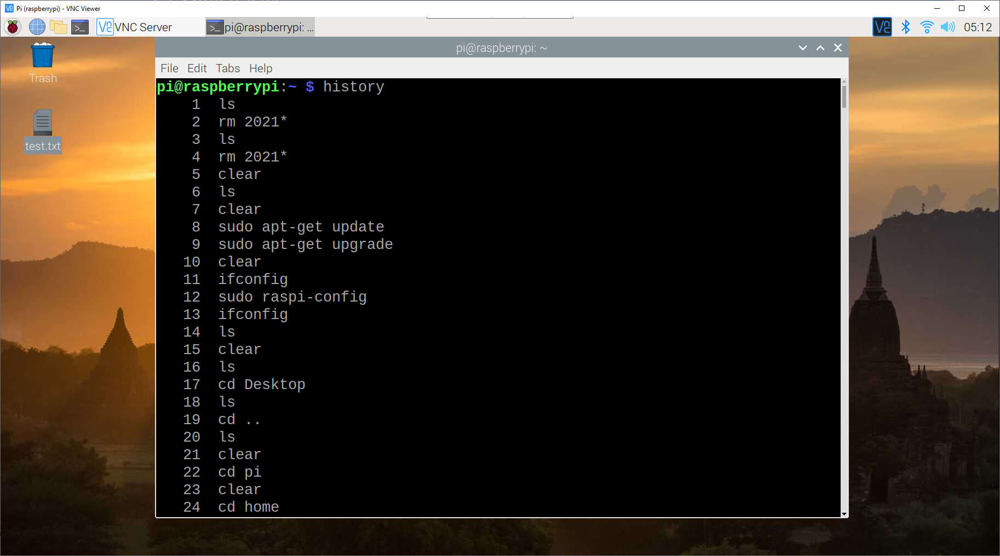 Pi (raspberrypi) - VNC Viewer
VNC Server
pi@raspberrypi: ...
05:12
Trash
test.txt
pi@raspberrypi: ~
File Edit Tabs Help
pi@raspberrypi:~ $ history
1 ls
2 rm 2021*
3 ls
4 rm 2021*
5 clear
6 ls
7 clear
8 sudo apt-get update
9 sudo apt-get upgrade
10 clear
11 ifconfig
12 sudo raspi-config
13 ifconfig
14 ls
15 clear
16 ls
17 cd Desktop
18 ls
19 cd ..
20 ls
21 clear
22 cd pi
23 clear
24 cd home